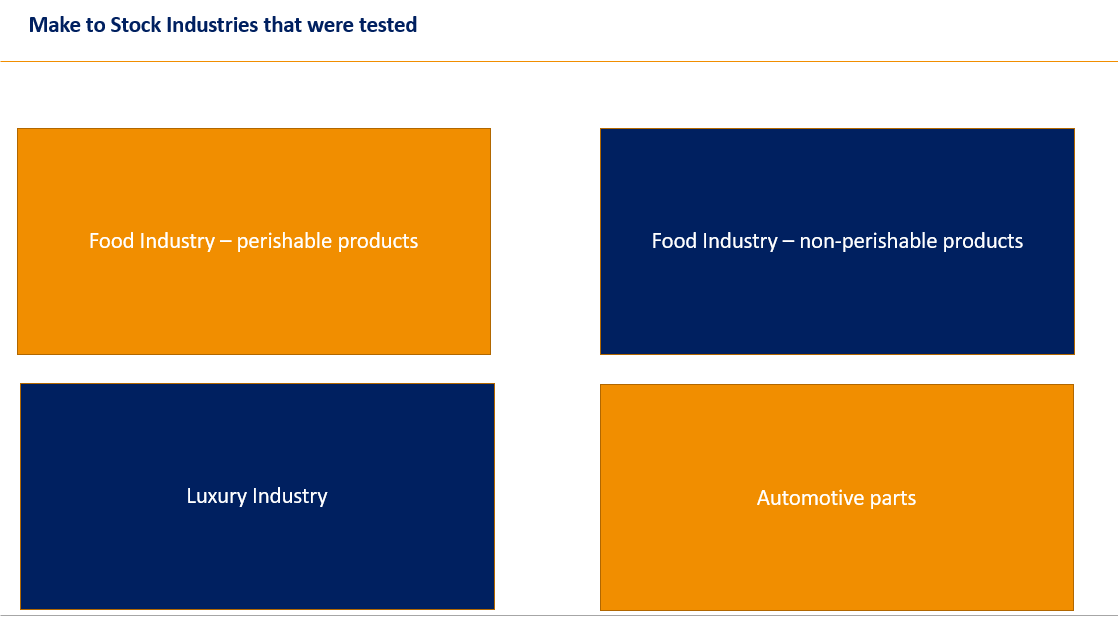 Make to Stock Industries that were tested
Food Industry – perishable products
Food Industry – non-perishable products
Luxury Industry
Automotive parts